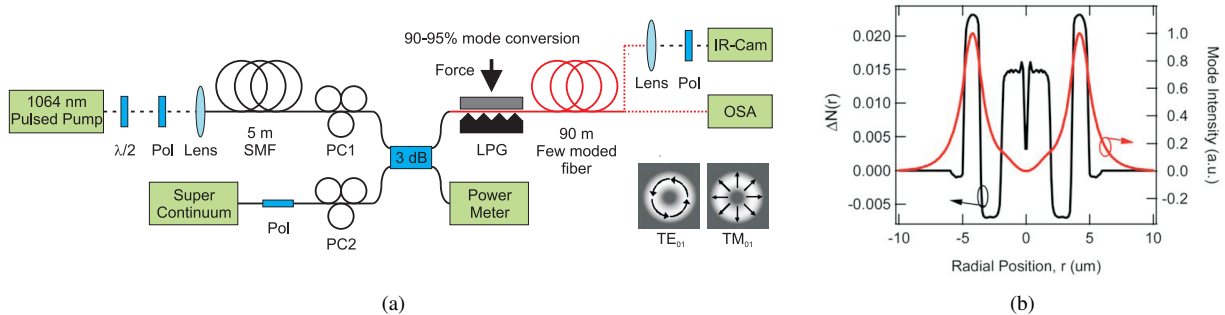 1064 nm
Pulsed Pump
λ/2
Pol
Lens
5 m
SMF
PC1
3 dB
90-95% mode conversion
Force
LPG
90 m
Few moded
fiber
Lens
Pol
IR-Cam
OSA
Super
Continuum
Pol
PC2
Power
Meter
TE01
TM01
(a)
ΔN(r)
0.020
0.015
0.010
0.005
0.000
-0.005
-10
-5
0
5
10
Radial Position, r (um)
1.0
0.8
0.6
0.4
0.2
0.0
-0.2
Mode Intensity (a.u.)
(b)